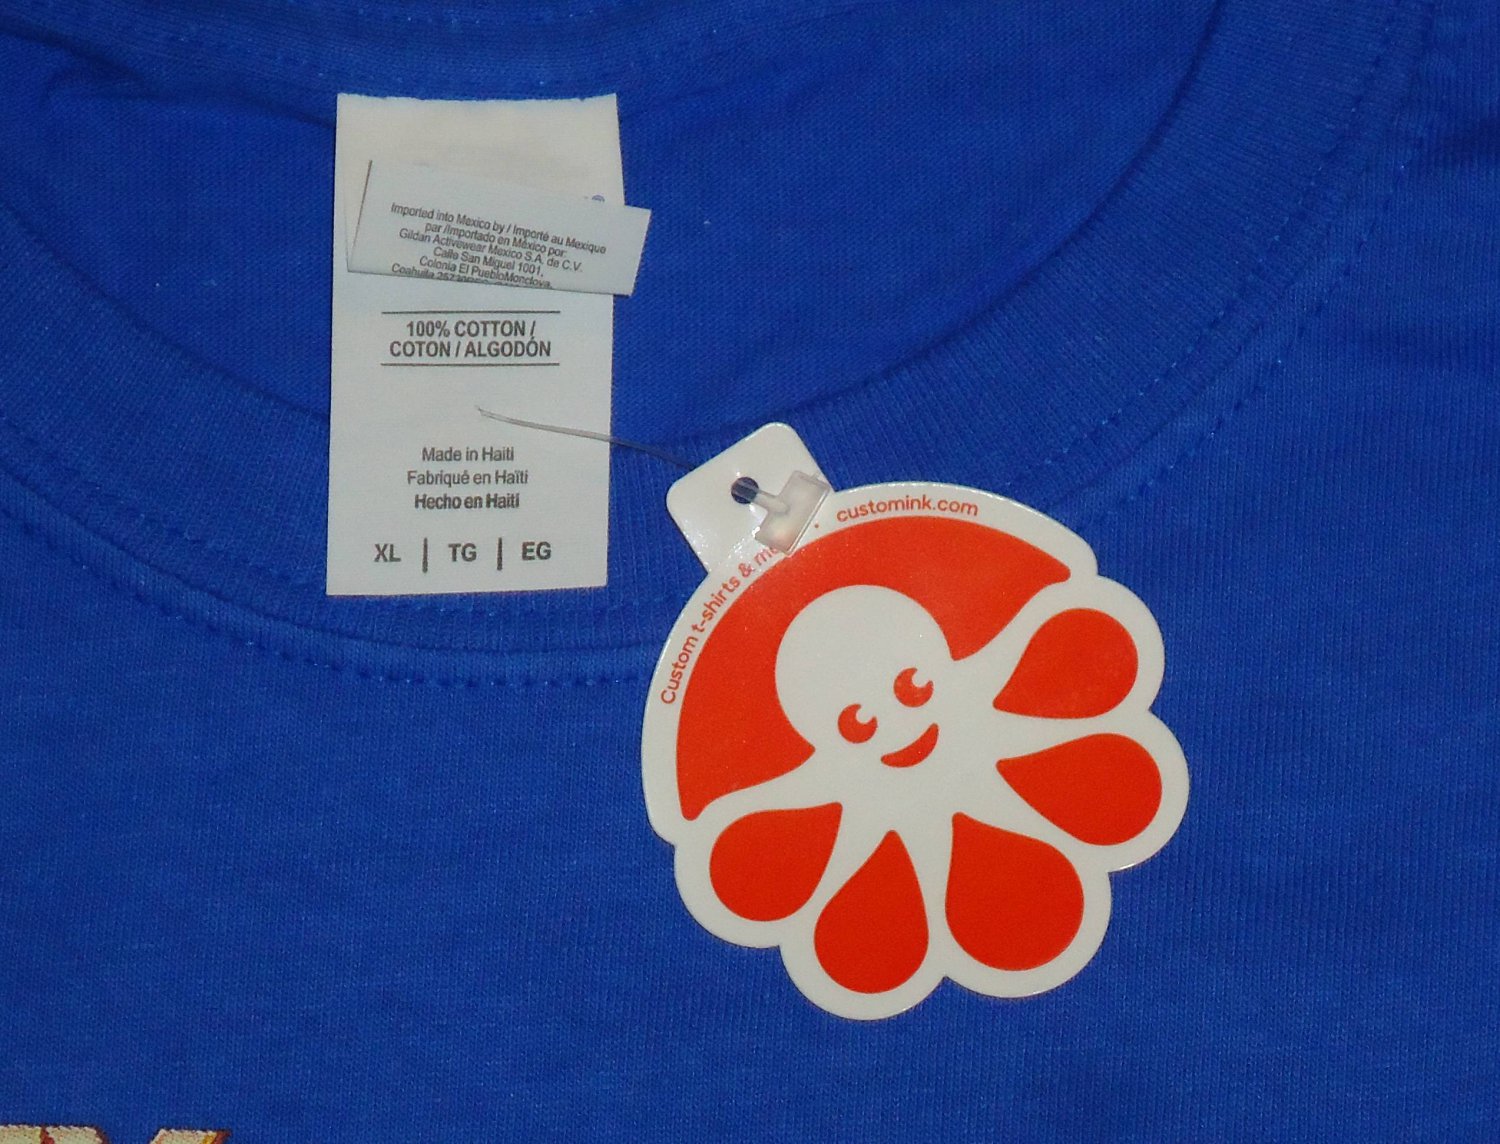 Imported into Mexico by / Importé au Mexique
par /Importado en México por:
Gildan Activewear Mexico S.A. de C.V.
Calle San Miguel 1001,
Colonia El PuebloMonclova,
Coahuila
100% COTTON /
COTON / ALGODÓN
Made in Haiti
Fabriqué en Haïti
Hecho en Haiti
XL | TG | EG
customink.com
Custom t-shirts &